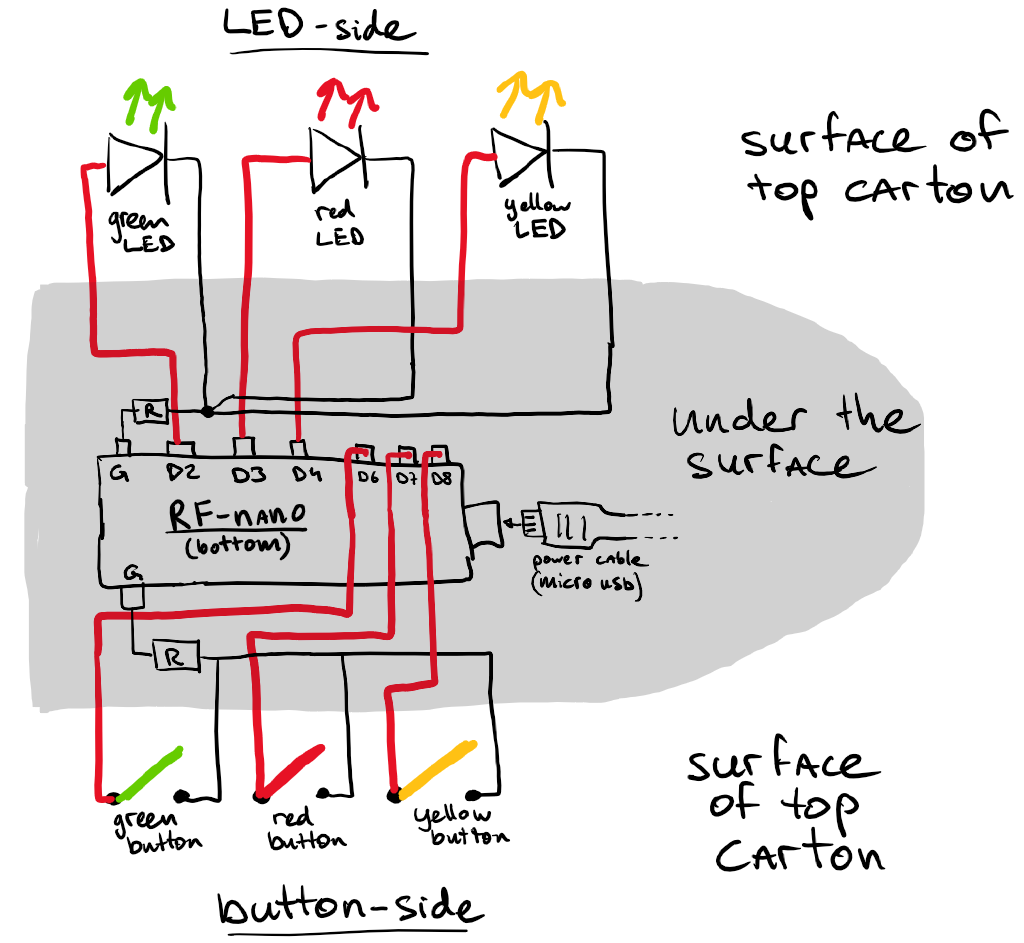 LED-side
surface of
top carton
green
LED
red
LED
yellow
LED
R
under the
surface
G D2 D3 D4 D6 D7 D8
RF-nano
(bottom)
power cable
(micro usb)
G
R
surface
of top
carton
green
button
red
button
yellow
button
button-side